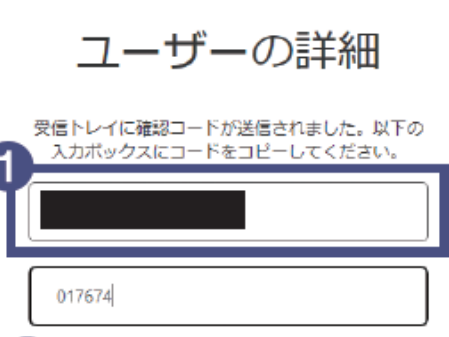 ユーザーの詳細
受信トレイに確認コードが送信されました。以下の
入力ボックスにコードをコピーしてください。
1
017674